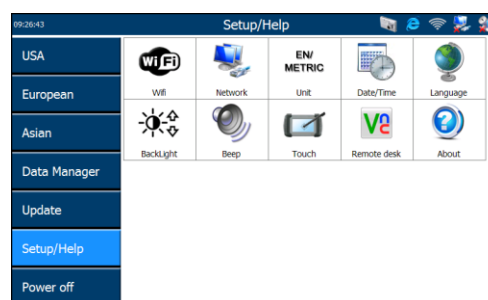 09:26:43
Setup/Help
USA
European
Asian
Data Manager
Update
Setup/Help
Power off
WiFi
Wifi
Network
EN/
METRIC
Unit
Date/Time
Language
BackLight
Beep
Touch
VNC
Remote desk
?
About